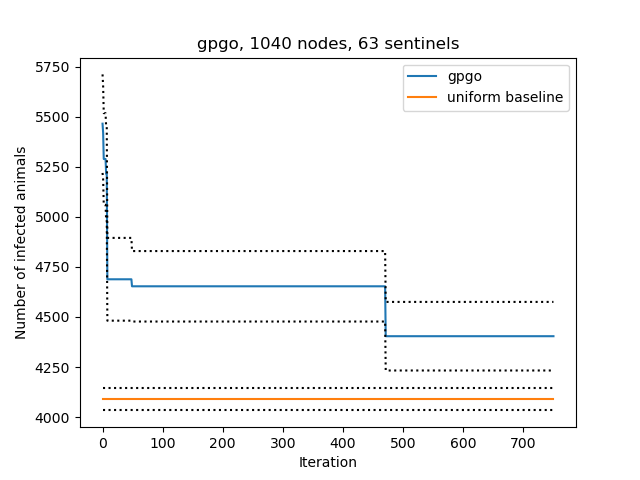 gpgo, 1040 nodes, 63 sentinels
gpgo
uniform baseline
Number of infected animals
5750
5500
5250
5000
4750
4500
4250
4000
0 100 200 300 400 500 600 700
Iteration